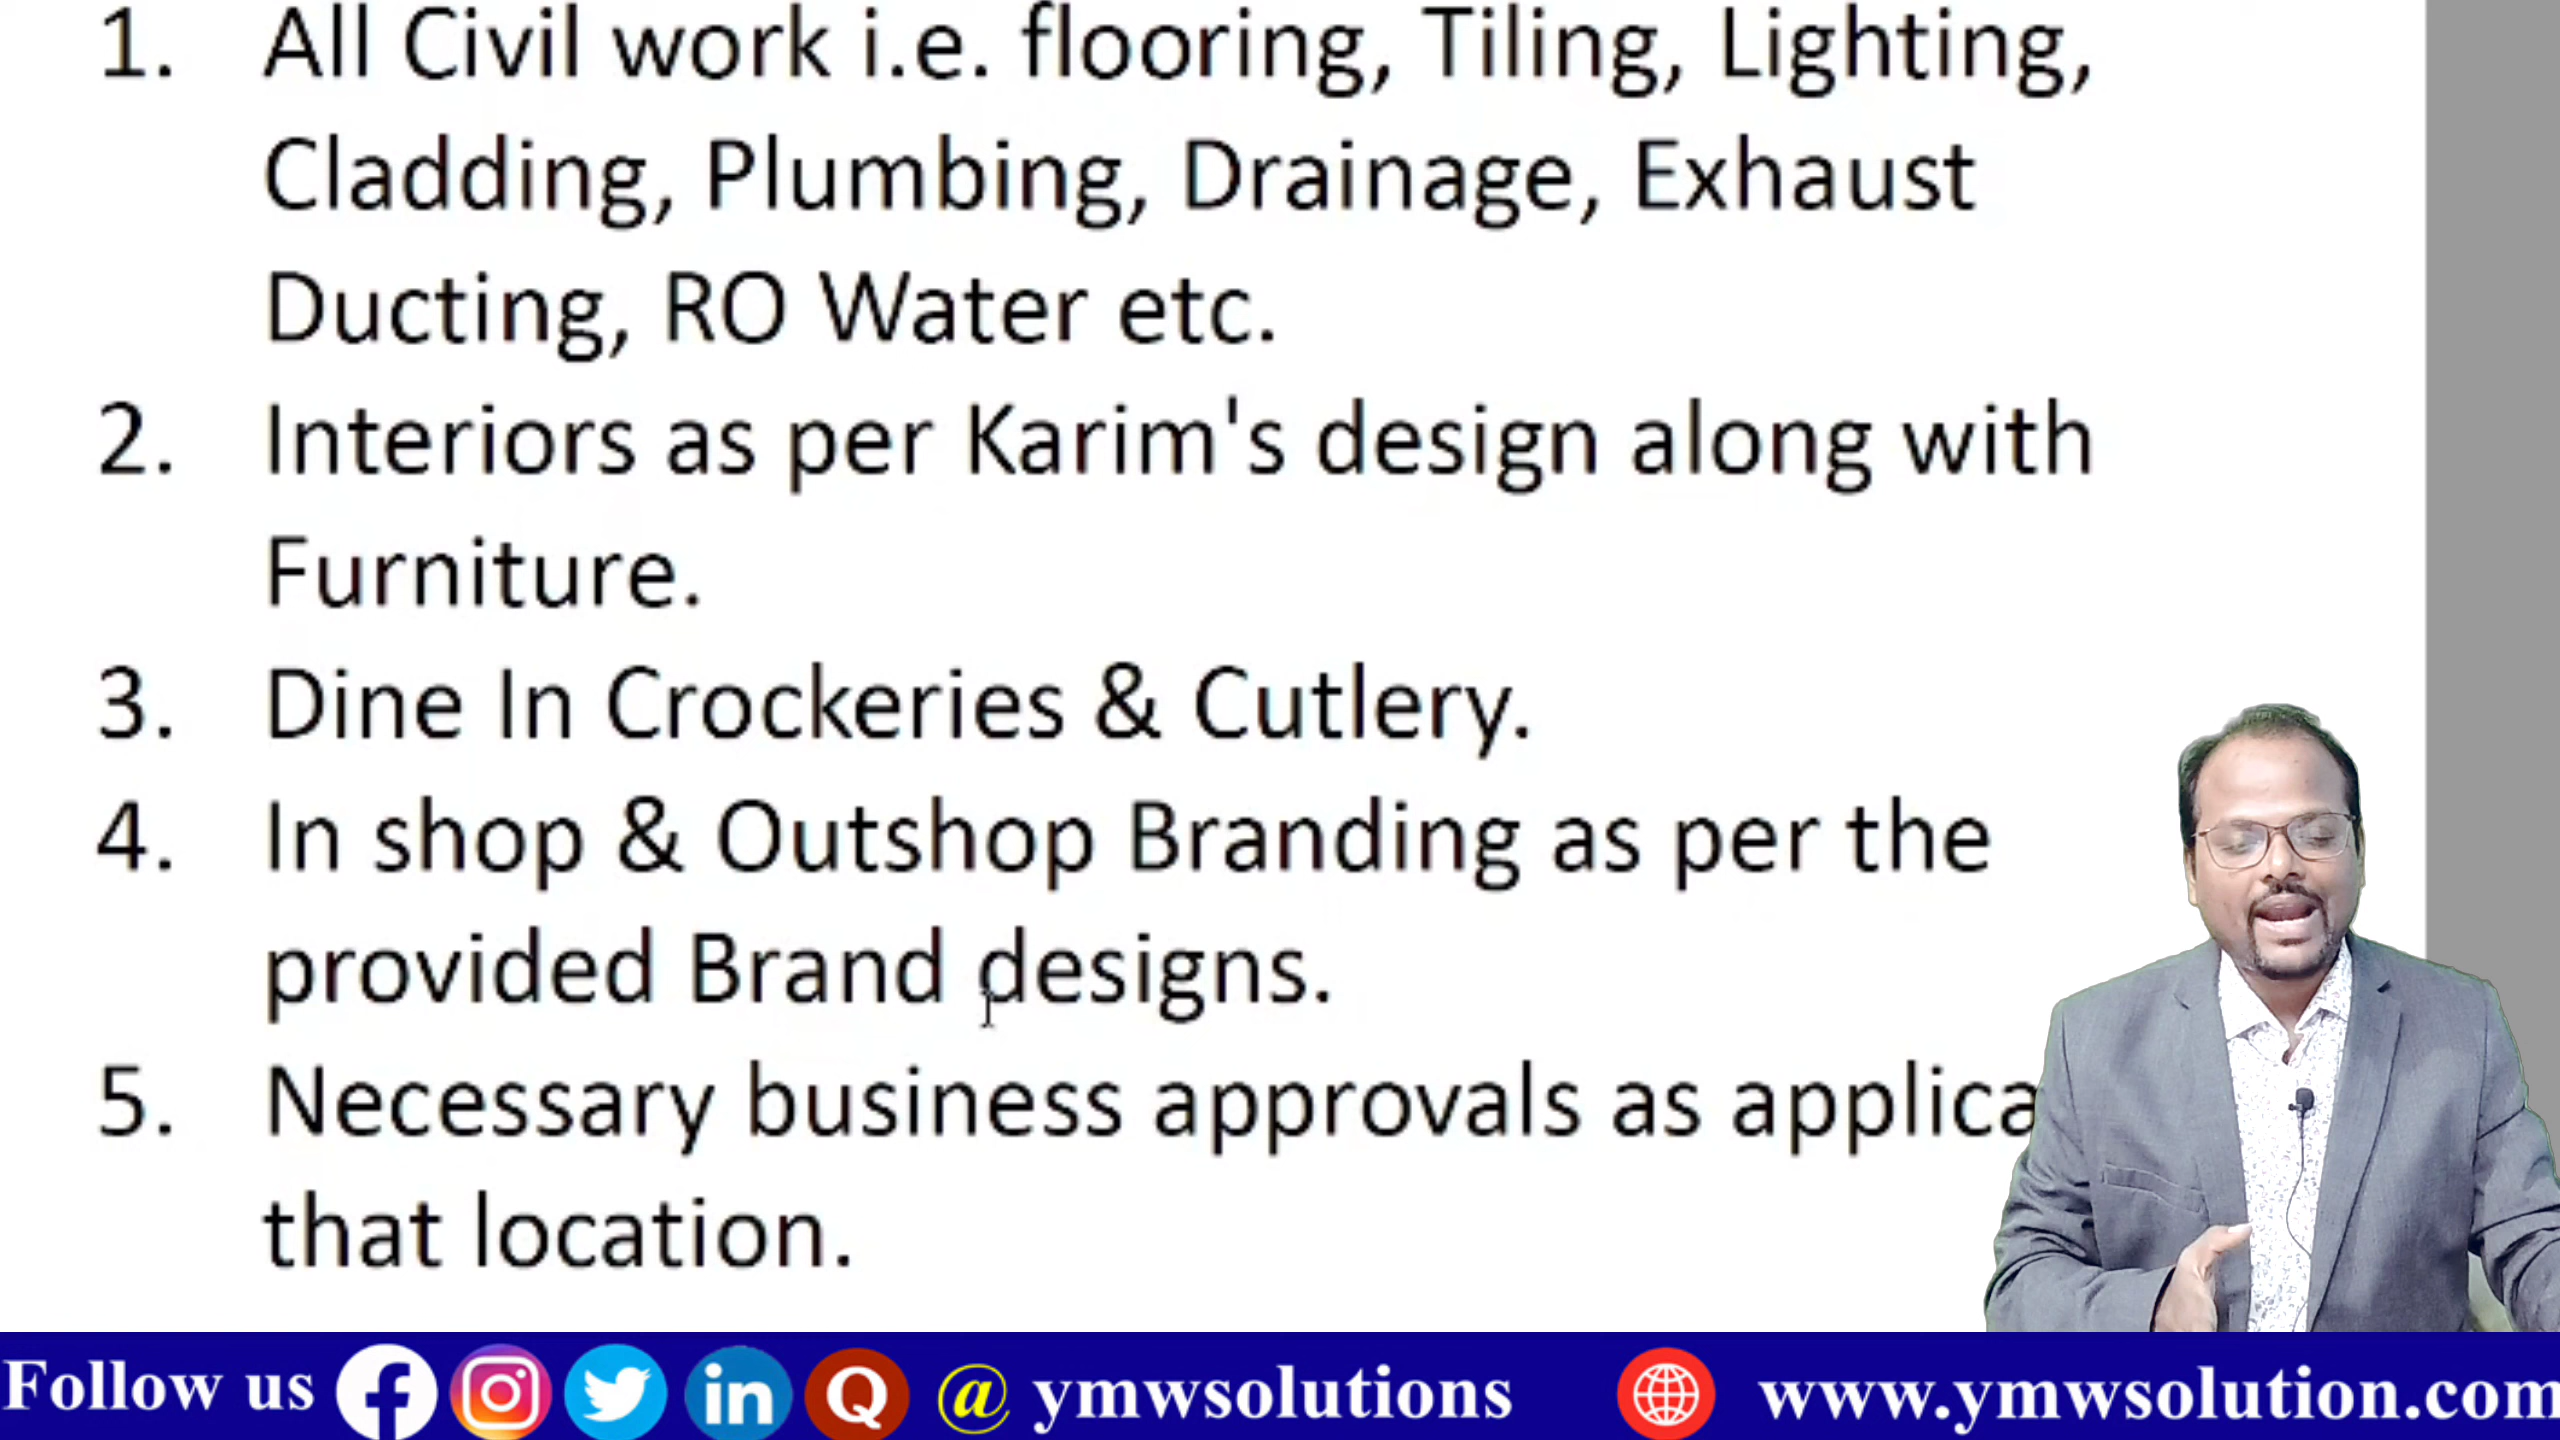 1. All Civil work i.e. flooring, Tiling, Lighting,
Cladding, Plumbing, Drainage, Exhaust
Ducting, RO Water etc.
2. Interiors as per Karim's design along with
Furniture.
3. Dine In Crockeries & Cutlery.
4. In shop & Outshop Branding as per the
provided Brand designs.
5. Necessary business approvals as applica
that location.
Follow us @ ymwsolutions www.ymwsolution.com